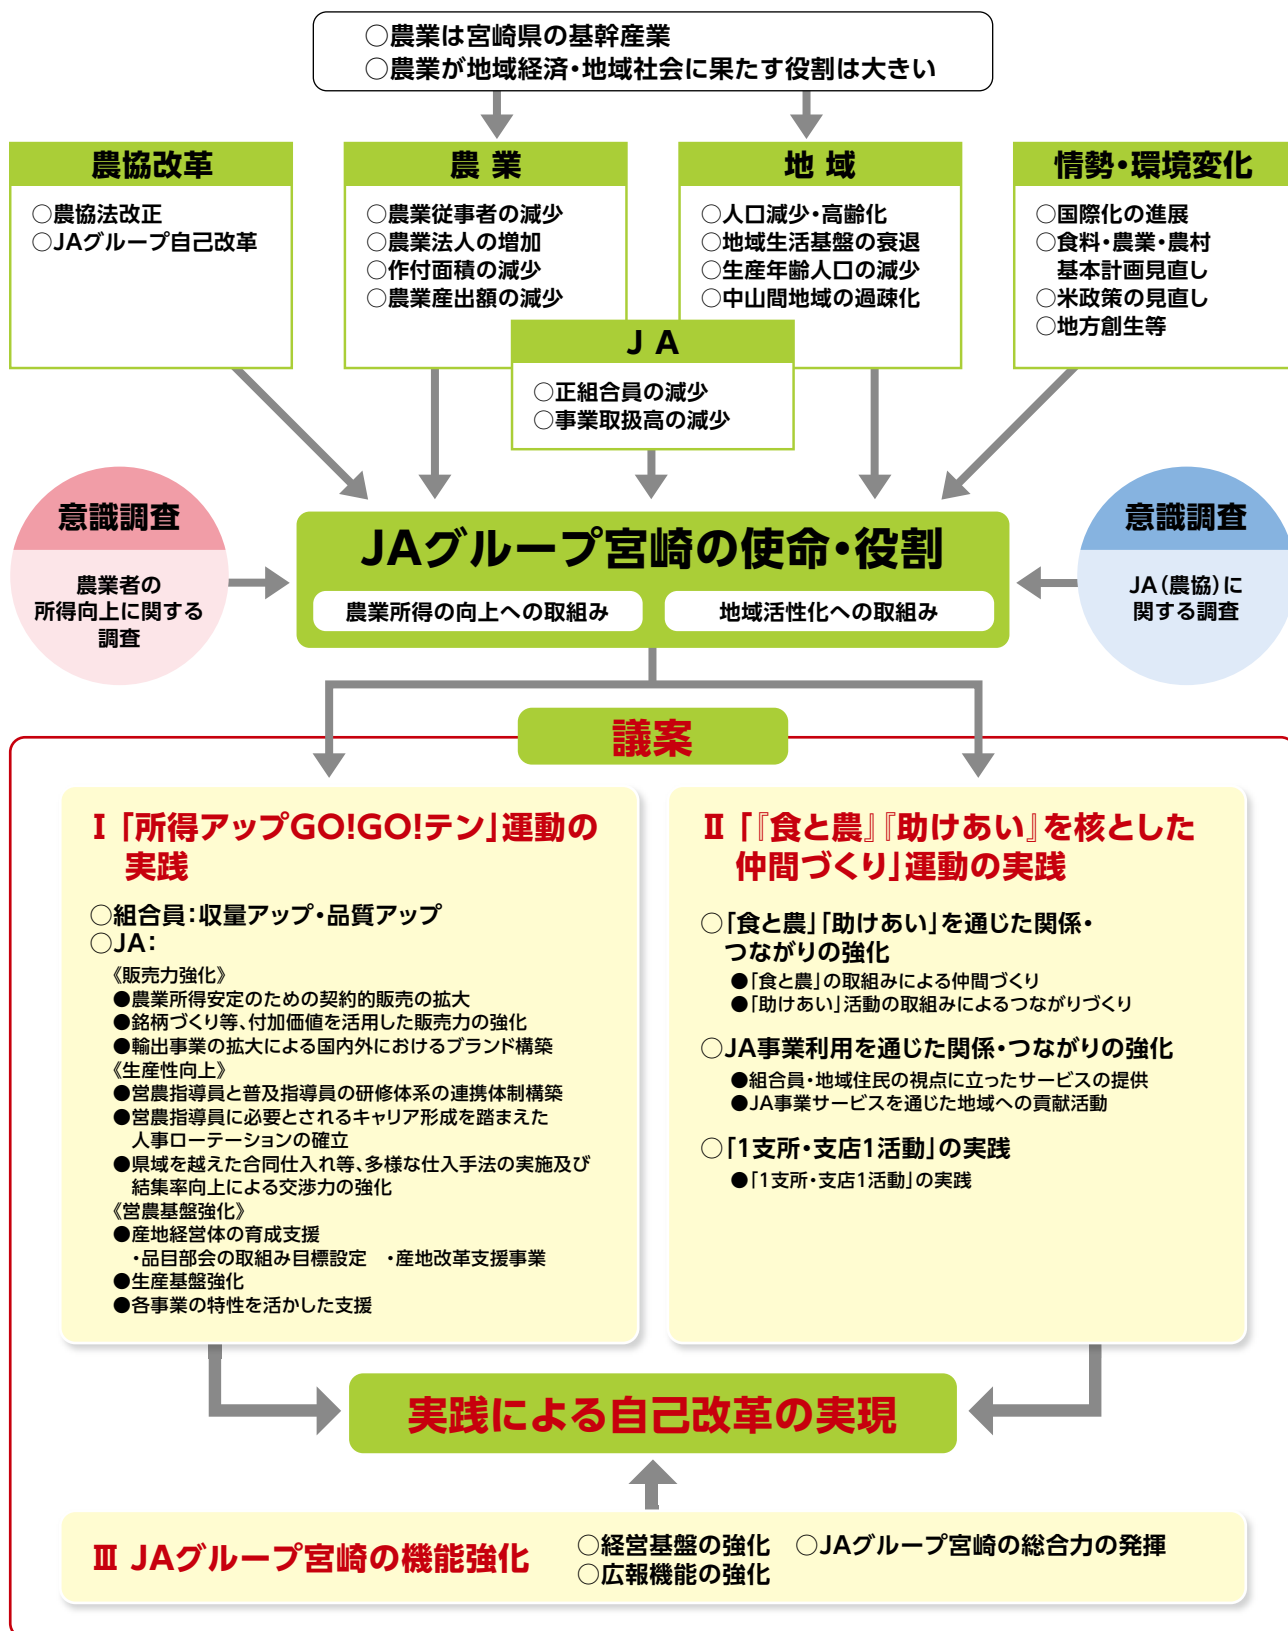 ○農業は宮崎県の基幹産業
○農業が地域経済・地域社会に果たす役割は大きい
農協改革
○農協法改正
○JAグループ自己改革
農業
○農業従事者の減少
○農業法人の増加
○作付面積の減少
○農業産出額の減少
地域
○人口減少・高齢化
○地域生活基盤の衰退
○生産年齢人口の減少
○中山間地域の過疎化
情勢・環境変化
○国際化の進展
○食料・農業・農村
基本計画見直し
○米政策の見直し
○地方創生等
JA
○正組合員の減少
○事業取扱高の減少
意識調査
農業者の
所得向上に関する
調査
JAグループ宮崎の使命・役割
農業所得の向上への取組み
地域活性化への取組み
意識調査
JA(農協)に
関する調査
議案
Ⅰ「所得アップGO!GO!テン」運動の
実践
○組合員:収量アップ・品質アップ
○JA:
《販売力強化》
●農業所得安定のための契約的販売の拡大
●銘柄づくり等、付加価値を活用した販売力の強化
●輸出事業の拡大による国内外におけるブランド構築
《生産性向上》
●営農指導員と普及指導員の研修体系の連携体制構築
●営農指導員に必要とされるキャリア形成を踏まえた
人事ローテーションの確立
●県域を越えた合同仕入れ等、多様な仕入手法の実施及び
結集率向上による交渉力の強化
《営農基盤強化》
●産地経営体の育成支援
・品目部会の取組み目標設定 ・産地改革支援事業
●生産基盤強化
●各事業の特性を活かした支援
Ⅱ「『食と農』『助けあい』を核とした
仲間づくり」運動の実践
○「食と農」「助けあい」を通じた関係・
つながりの強化
●「食と農」の取組みによる仲間づくり
●「助けあい」活動の取組みによるつながりづくり
○JA事業利用を通じた関係・つながりの強化
●組合員・地域住民の視点に立ったサービスの提供
●JA事業サービスを通じた地域への貢献活動
○「1支所・支店1活動」の実践
●「1支所・支店1活動」の実践
実践による自己改革の実現
Ⅲ JAグループ宮崎の機能強化
○経営基盤の強化 ○JAグループ宮崎の総合力の発揮
○広報機能の強化